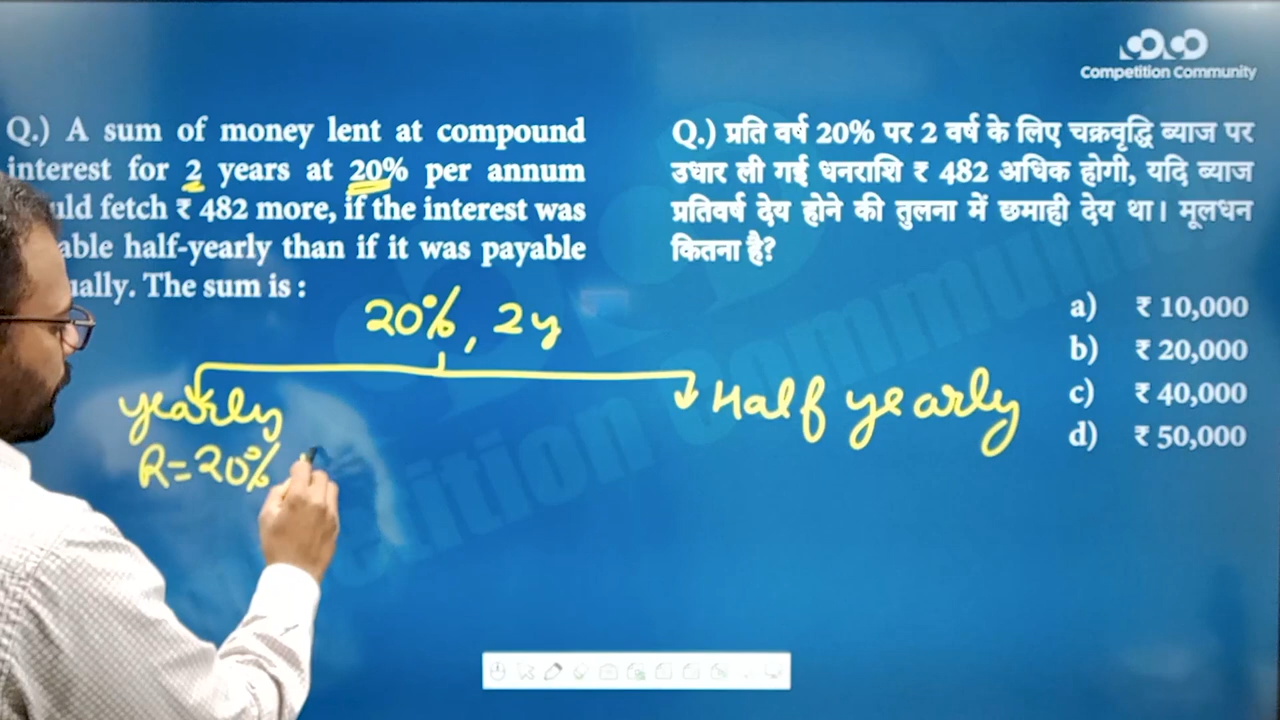 Competition Community
Q.) A sum of money lent at compound
interest for 2 years at 20% per annum
uld fetch ₹ 482 more, if the interest was
able half-yearly than if it was payable
ually. The sum is :
Q.) प्रति वर्ष 20% पर 2 वर्ष के लिए चक्रवृद्धि ब्याज पर
उधार ली गई धनराशि ₹ 482 अधिक होगी, यदि ब्याज
प्रतिवर्ष देय होने की तुलना में छमाही देय था। मूलधन
कितना है?
a) ₹ 10,000
b) ₹ 20,000
c) ₹ 40,000
d) ₹ 50,000
20%, 2y
yearly
R=20%
Half yearly